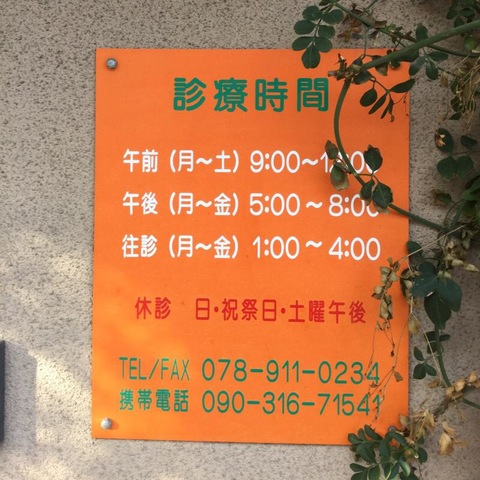 診療時間
午前（月～土）9:00～
午後（月～金）5:00～8:00
往診（月～金）1:00～4:00
休診　日・祝祭日・土曜午後
TEL/FAX 078-911-0234
携帯電話 090-316-71541